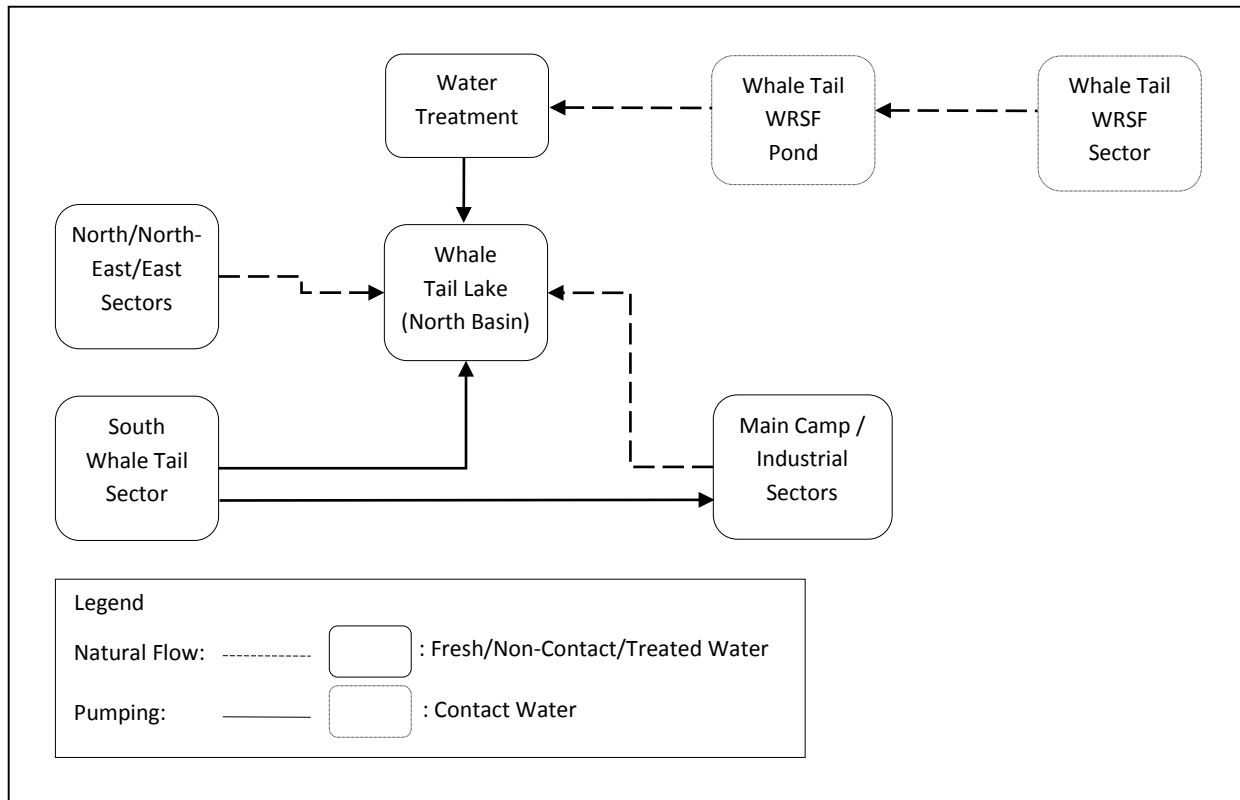 Water
Treatment
Whale Tail
WRSF
Pond
Whale Tail
WRSF
Sector
North/North-
East/East
Sectors
Whale
Tail Lake
(North Basin)
South
Whale Tail
Sector
Main Camp /
Industrial
Sectors
Legend
Natural Flow: : Fresh/Non-Contact/Treated Water
Pumping: : Contact Water